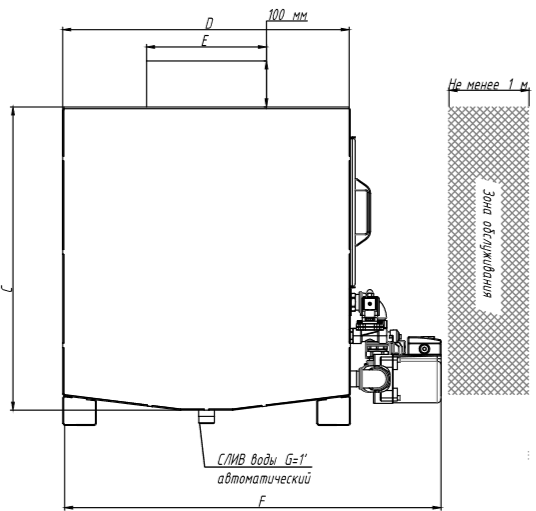 100 мм
D
E
Не менее 1 м.
Зона обслуживания
C
СЛИВ воды G=1'
автоматический
F